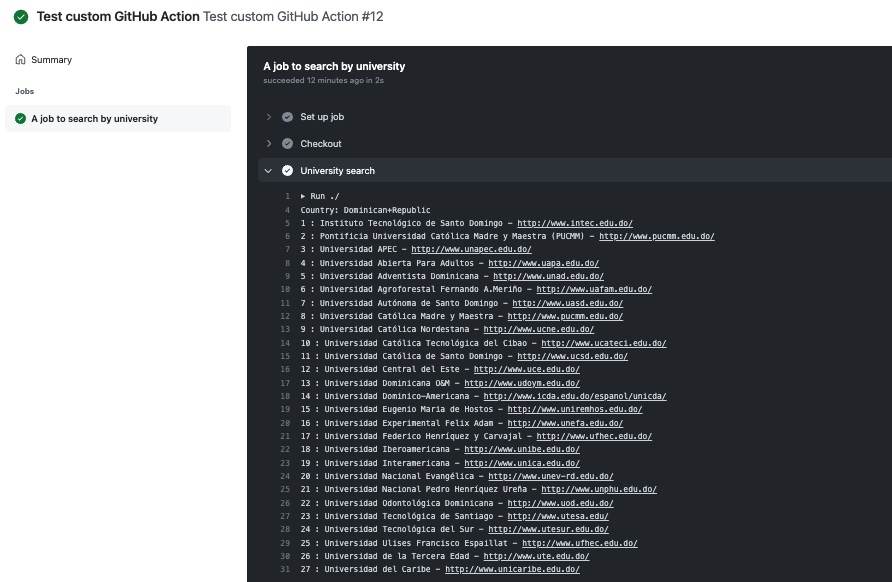 Test custom GitHub Action Test custom GitHub Action #12
Summary
Jobs
A job to search by university
A job to search by university
succeeded 12 minutes ago in 2s
Set up job
Checkout
University search
1 ▸ Run ./
4 Country: Dominican+Republic
5 1 : Instituto Tecnológico de Santo Domingo - http://www.intec.edu.do/
6 2 : Pontificia Universidad Católica Madre y Maestra (PUCMM) - http://www.pucmm.edu.do/
7 3 : Universidad APEC - http://www.unapec.edu.do/
8 4 : Universidad Abierta Para Adultos - http://www.uapa.edu.do/
9 5 : Universidad Adventista Dominicana - http://www.unad.edu.do/
10 6 : Universidad Agroforestal Fernando A.Meriño - http://www.uafam.edu.do/
11 7 : Universidad Autónoma de Santo Domingo - http://www.uasd.edu.do/
12 8 : Universidad Católica Madre y Maestra - http://www.pucmm.edu.do/
13 9 : Universidad Católica Nordestana - http://www.ucne.edu.do/
14 10 : Universidad Católica Tecnológica del Cibao - http://www.ucateci.edu.do/
15 11 : Universidad Católica de Santo Domingo - http://www.ucsd.edu.do/
16 12 : Universidad Central del Este - http://www.uce.edu.do/
17 13 : Universidad Dominicana O&M - http://www.udoym.edu.do/
18 14 : Universidad Dominico-Americana - http://www.icda.edu.do/espanol/unicda/
19 15 : Universidad Eugenio Maria de Hostos - http://www.uniremhos.edu.do/
20 16 : Universidad Experimental Felix Adam - http://www.unefa.edu.do/
21 17 : Universidad Federico Henríquez y Carvajal - http://www.ufhec.edu.do/
22 18 : Universidad Iberoamericana - http://www.unibe.edu.do/
23 19 : Universidad Interamericana - http://www.unica.edu.do/
24 20 : Universidad Nacional Evangélica - http://www.unev-rd.edu.do/
25 21 : Universidad Nacional Pedro Henríquez Ureña - http://www.unphu.edu.do/
26 22 : Universidad Odontológica Dominicana - http://www.uod.edu.do/
27 23 : Universidad Tecnológica de Santiago - http://www.utesa.edu/
28 24 : Universidad Tecnológica del Sur - http://www.utesur.edu.do/
29 25 : Universidad Ulises Francisco Espaillat - http://www.ufhec.edu.do/
30 26 : Universidad de la Tercera Edad - http://www.ute.edu.do/
31 27 : Universidad del Caribe - http://www.unicaribe.edu.do/